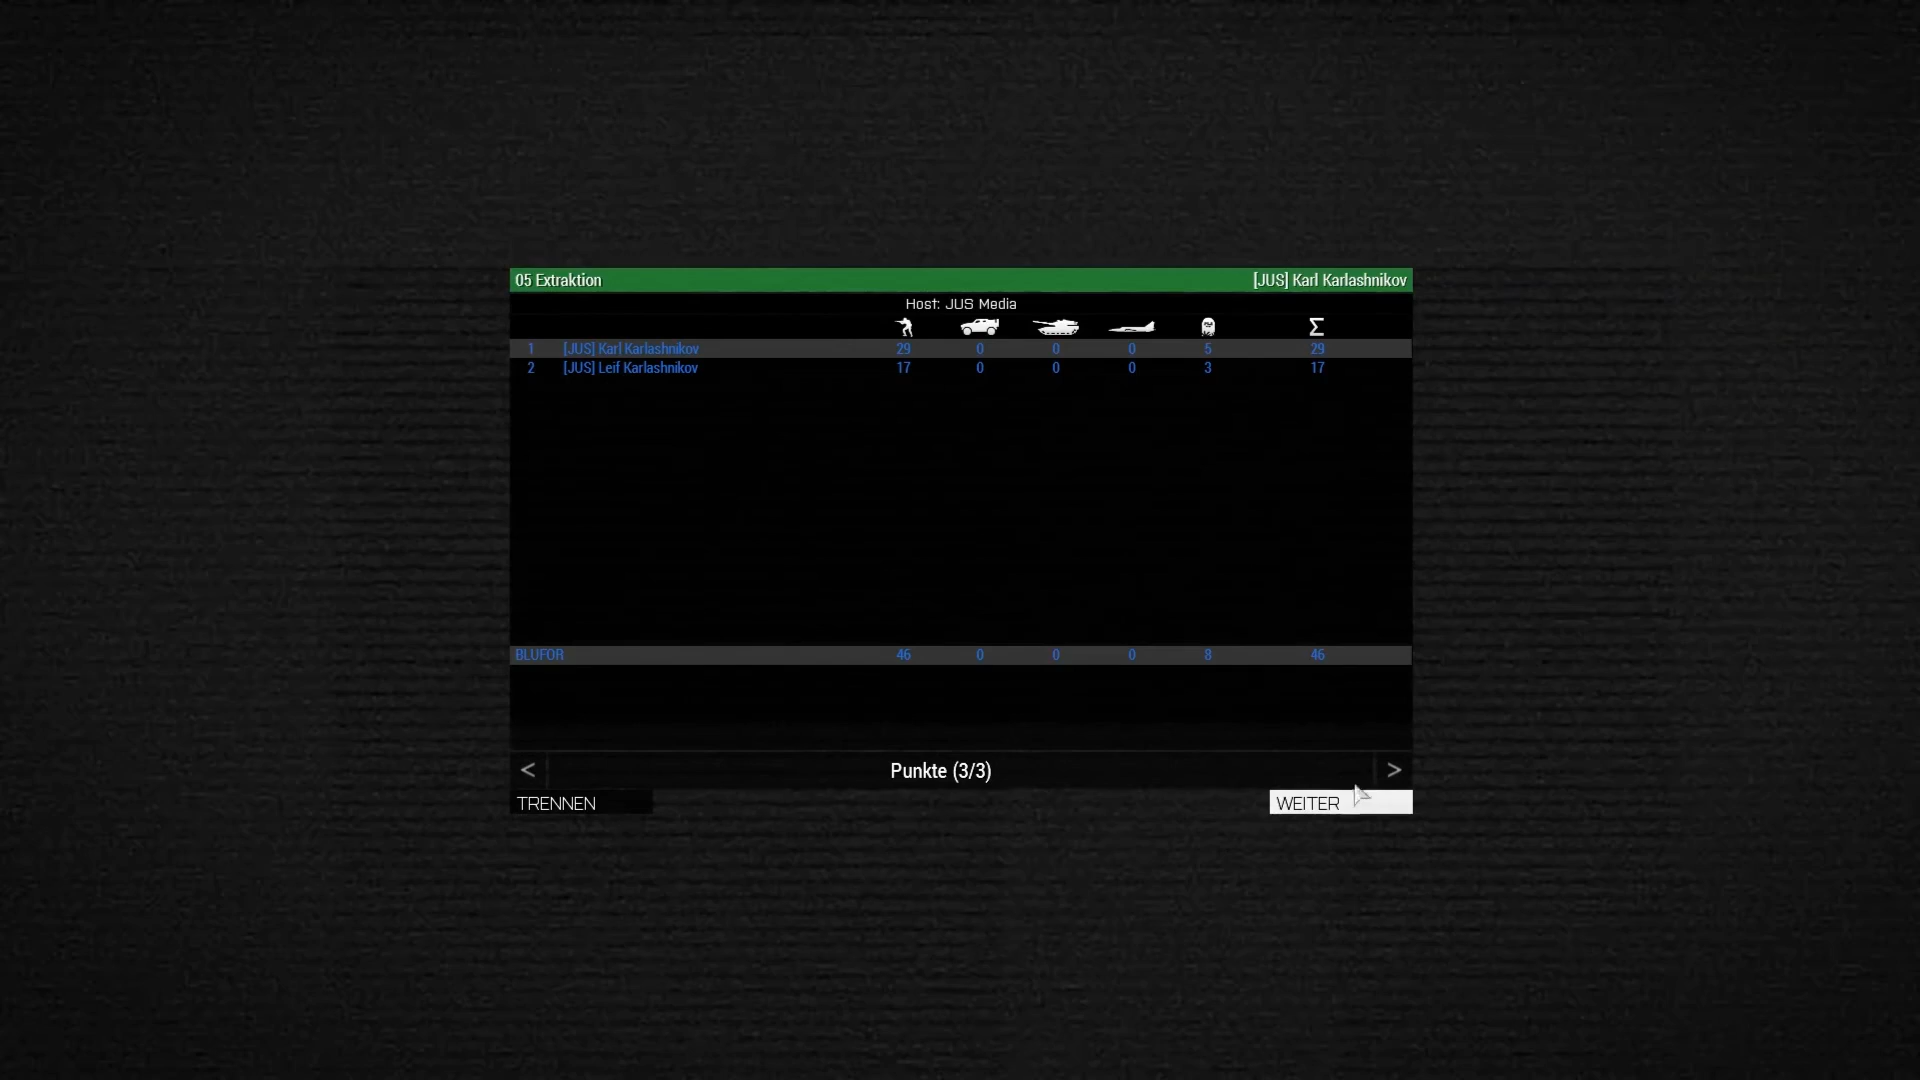 05 Extraktion [JUS] Karl Karlashnikov
Host: JUS Media
Σ
1 [JUS] Karl Karlashnikov 29 0 0 0 5 29
2 [JUS] Leif Karlashnikov 17 0 0 0 3 17
BLUFOR 46 0 0 0 8 46
< Punkte (3/3) >
TRENNEN WEITER